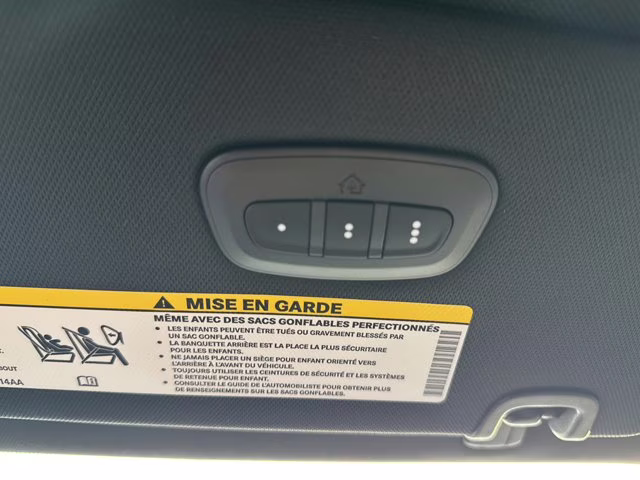 MISE EN GARDE
MÊME AVEC DES SACS GONFLABLES PERFECTIONNÉS
• LES ENFANTS PEUVENT ÊTRE TUÉS OU GRAVEMENT BLESSÉS PAR
UN SAC GONFLABLE.
• LA BANQUETTE ARRIÈRE EST LA PLACE LA PLUS SÉCURITAIRE
POUR LES ENFANTS.
• NE JAMAIS PLACER UN SIÈGE POUR ENFANT ORIENTÉ VERS
L'ARRIÈRE À L'AVANT DU VÉHICULE.
• TOUJOURS UTILISER LES CEINTURES DE SÉCURITÉ ET LES SYSTÈMES
DE RETENUE POUR ENFANT.
• CONSULTER LE GUIDE DE L'AUTOMOBILISTE POUR OBTENIR PLUS
DE RENSEIGNEMENTS SUR LES SACS GONFLABLES.
BOUT
14AA